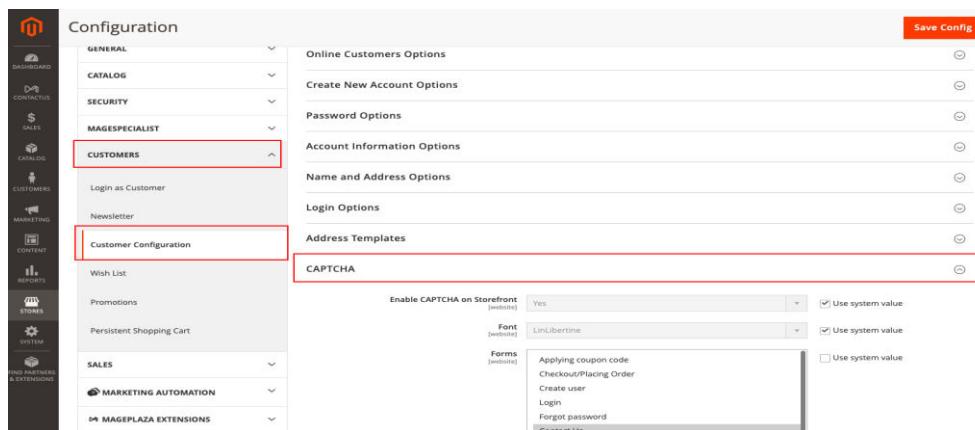 Configuration
Save Config
DASHBOARD
CONTACTUS
SALES
CATALOG
CUSTOMERS
MARKETING
CONTENT
REPORTS
STORES
SYSTEM
FIND PARTNERS
& EXTENSIONS
GENERAL
CATALOG
SECURITY
MAGESPECIALIST
CUSTOMERS
Login as Customer
Newsletter
Customer Configuration
Wish List
Promotions
Persistent Shopping Cart
SALES
MARKETING AUTOMATION
MAGEPLAZA EXTENSIONS
Online Customers Options
Create New Account Options
Password Options
Account Information Options
Name and Address Options
Login Options
Address Templates
CAPTCHA
Enable CAPTCHA on Storefront
[website]
Yes
Use system value
Font
[website]
LinLibertine
Use system value
Forms
[website]
Applying coupon code
Checkout/Placing Order
Create user
Login
Forgot password
Contact Us
Use system value